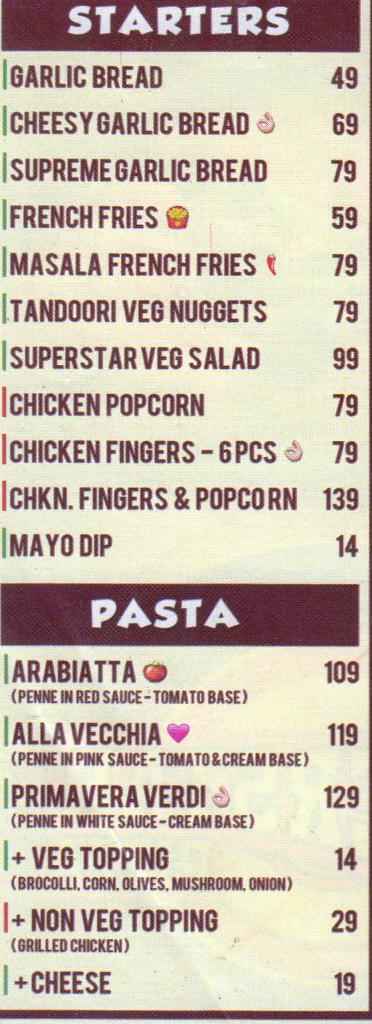 STARTERS
GARLIC BREAD 49
CHEESY GARLIC BREAD 👌 69
SUPREME GARLIC BREAD 79
FRENCH FRIES 🍟 59
MASALA FRENCH FRIES 🌶 79
TANDOORI VEG NUGGETS 79
SUPERSTAR VEG SALAD 99
CHICKEN POPCORN 79
CHICKEN FINGERS - 6 PCS 👌 79
CHKN. FINGERS & POPCORN 139
MAYO DIP 14
PASTA
ARABIATTA 🍅 109
(PENNE IN RED SAUCE - TOMATO BASE)
ALLA VECCHIA 💜 119
(PENNE IN PINK SAUCE - TOMATO & CREAM BASE)
PRIMAVERA VERDI 👌 129
(PENNE IN WHITE SAUCE - CREAM BASE)
+ VEG TOPPING 14
(BROCOLLI, CORN, OLIVES, MUSHROOM, ONION)
+ NON VEG TOPPING 29
(GRILLED CHICKEN)
+ CHEESE 19